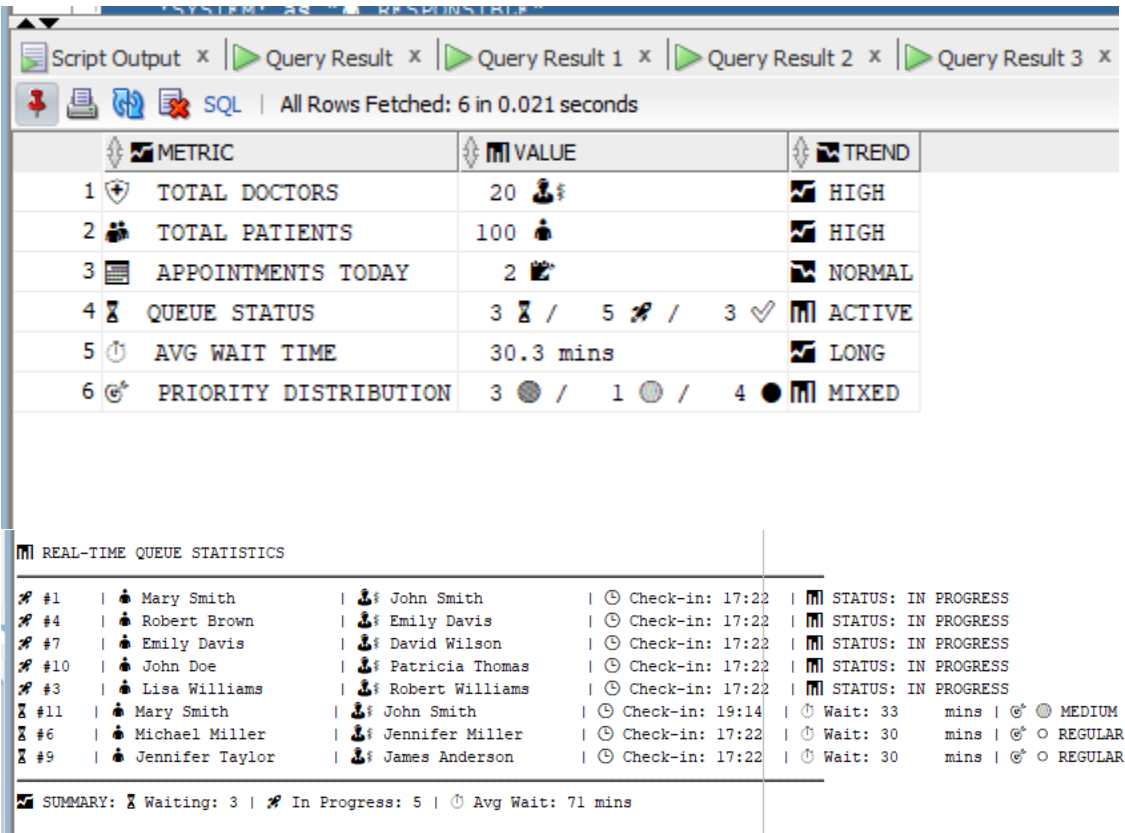 'SYSTEM' as "👤 RESPONSIBLE"
Script Output x Query Result x Query Result 1 x Query Result 2 x Query Result 3 x
SQL | All Rows Fetched: 6 in 0.021 seconds
METRIC VALUE TREND
1 TOTAL DOCTORS 20 HIGH
2 TOTAL PATIENTS 100 HIGH
3 APPOINTMENTS TODAY 2 NORMAL
4 QUEUE STATUS 3 / 5 / 3 ACTIVE
5 AVG WAIT TIME 30.3 mins LONG
6 PRIORITY DISTRIBUTION 3 / 1 / 4 MIXED
REAL-TIME QUEUE STATISTICS
#1 | Mary Smith | John Smith | Check-in: 17:22 | STATUS: IN PROGRESS
#4 | Robert Brown | Emily Davis | Check-in: 17:22 | STATUS: IN PROGRESS
#7 | Emily Davis | David Wilson | Check-in: 17:22 | STATUS: IN PROGRESS
#10 | John Doe | Patricia Thomas | Check-in: 17:22 | STATUS: IN PROGRESS
#3 | Lisa Williams | Robert Williams | Check-in: 17:22 | STATUS: IN PROGRESS
#11 | Mary Smith | John Smith | Check-in: 19:14 | Wait: 33 mins | MEDIUM
#6 | Michael Miller | Jennifer Miller | Check-in: 17:22 | Wait: 30 mins | REGULAR
#9 | Jennifer Taylor | James Anderson | Check-in: 17:22 | Wait: 30 mins | REGULAR
SUMMARY: Waiting: 3 | In Progress: 5 | Avg Wait: 71 mins